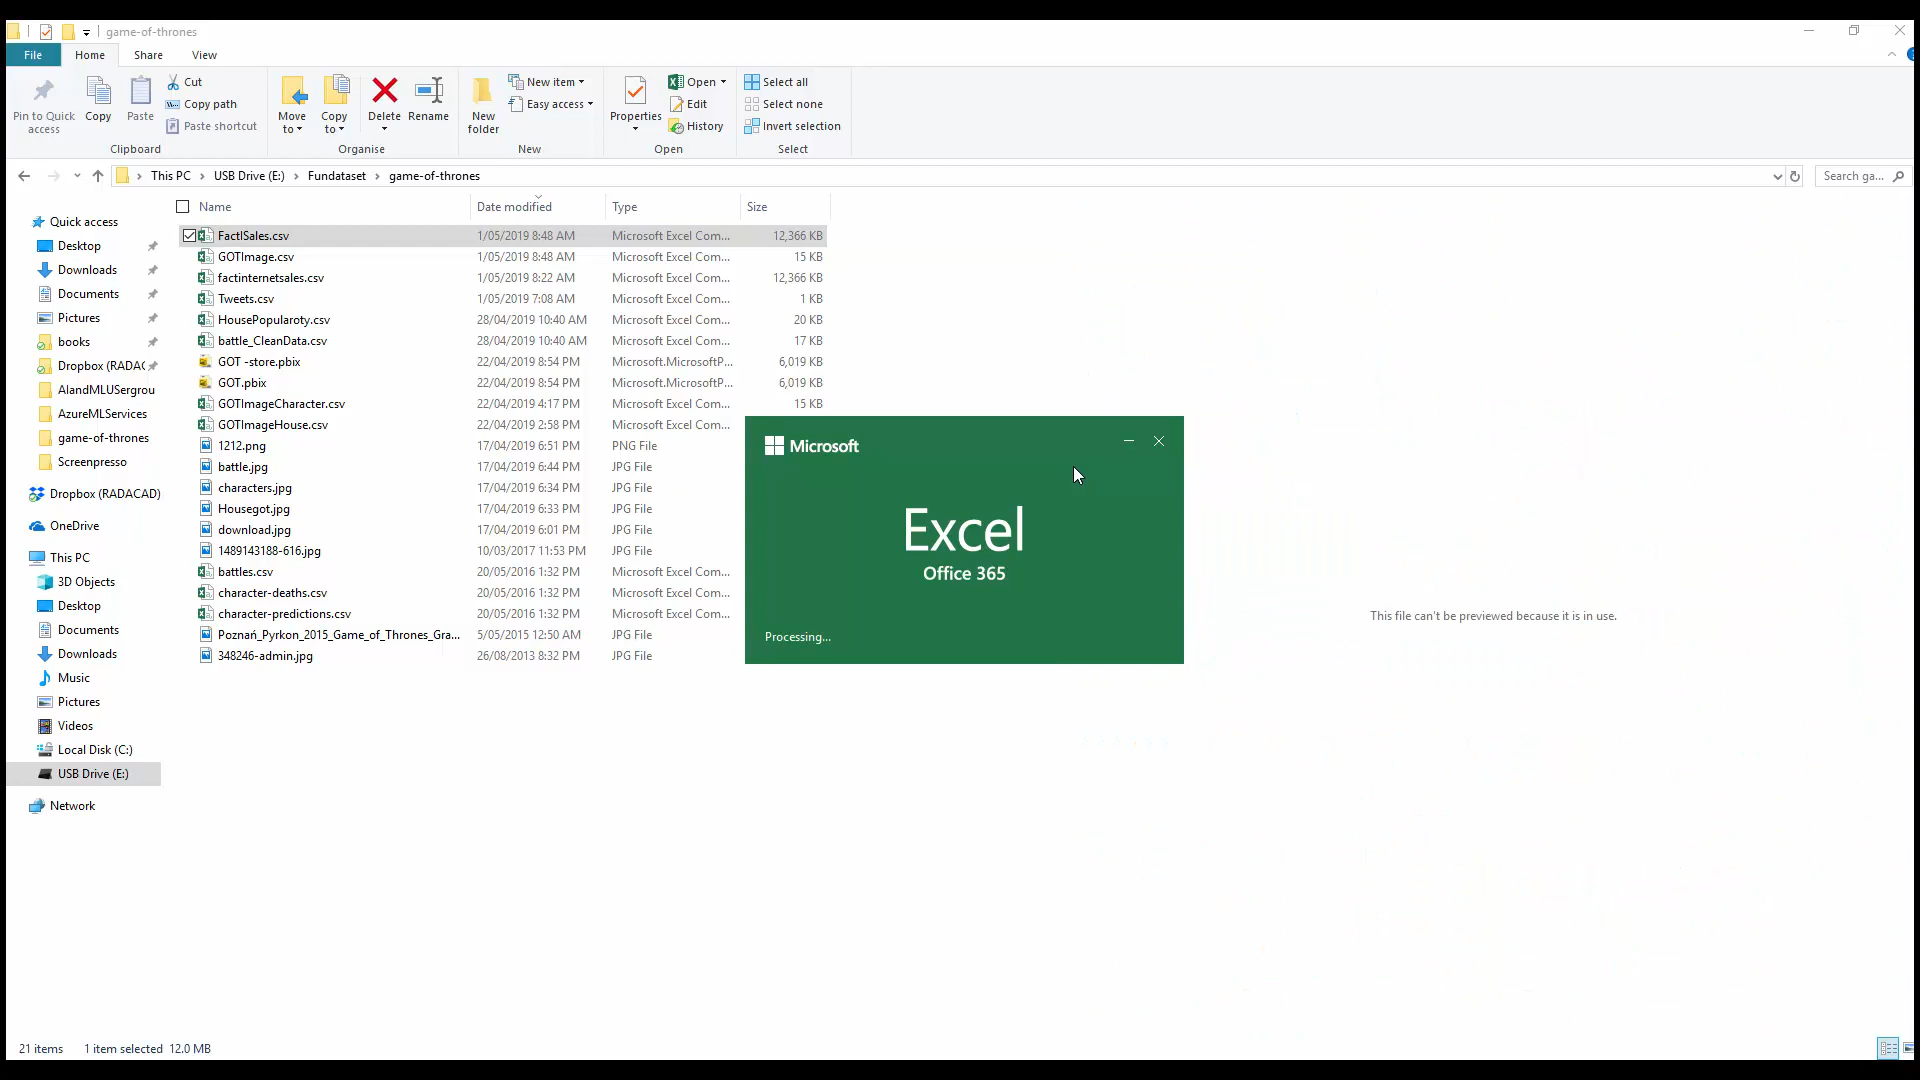 game-of-thrones
File Home Share View
Pin to Quick access
Copy
Paste
Cut
Copy path
Paste shortcut
Clipboard
Move to
Copy to
Delete
Rename
Organise
New folder
New item
Easy access
New
Properties
Open
Edit
History
Open
Select all
Select none
Invert selection
Select
This PC USB Drive (E:) Fundataset game-of-thrones
Search ga...
Name Date modified Type Size
Quick access
Desktop
Downloads
Documents
Pictures
books
Dropbox (RADAC
AlandMLUSergrou
AzureMLServices
game-of-thrones
Screenpresso
Dropbox (RADACAD)
OneDrive
This PC
3D Objects
Desktop
Documents
Downloads
Music
Pictures
Videos
Local Disk (C:)
USB Drive (E:)
Network
FactISales.csv 1/05/2019 8:48 AM Microsoft Excel Com... 12,366 KB
GOTImage.csv 1/05/2019 8:48 AM Microsoft Excel Com... 15 KB
factinternetsales.csv 1/05/2019 8:22 AM Microsoft Excel Com... 12,366 KB
Tweets.csv 1/05/2019 7:08 AM Microsoft Excel Com... 1 KB
HousePopularoty.csv 28/04/2019 10:40 AM Microsoft Excel Com... 20 KB
battle_CleanData.csv 28/04/2019 10:40 AM Microsoft Excel Com... 17 KB
GOT -store.pbix 22/04/2019 8:54 PM Microsoft.MicrosoftP... 6,019 KB
GOT.pbix 22/04/2019 8:54 PM Microsoft.MicrosoftP... 6,019 KB
GOTImageCharacter.csv 22/04/2019 4:17 PM Microsoft Excel Com... 15 KB
GOTImageHouse.csv 22/04/2019 2:58 PM Microsoft Excel Com...
1212.png 17/04/2019 6:51 PM PNG File
battle.jpg 17/04/2019 6:44 PM JPG File
characters.jpg 17/04/2019 6:34 PM JPG File
Housegot.jpg 17/04/2019 6:33 PM JPG File
download.jpg 17/04/2019 6:01 PM JPG File
1489143188-616.jpg 10/03/2017 11:53 PM JPG File
battles.csv 20/05/2016 1:32 PM Microsoft Excel Com...
character-deaths.csv 20/05/2016 1:32 PM Microsoft Excel Com...
character-predictions.csv 20/05/2016 1:32 PM Microsoft Excel Com...
Poznań_Pyrkon_2015_Game_of_Thrones_Gra... 5/05/2015 12:50 AM JPG File
348246-admin.jpg 26/08/2013 8:32 PM JPG File
Microsoft
Excel
Office 365
Processing...
This file can't be previewed because it is in use.
21 items 1 item selected 12.0 MB